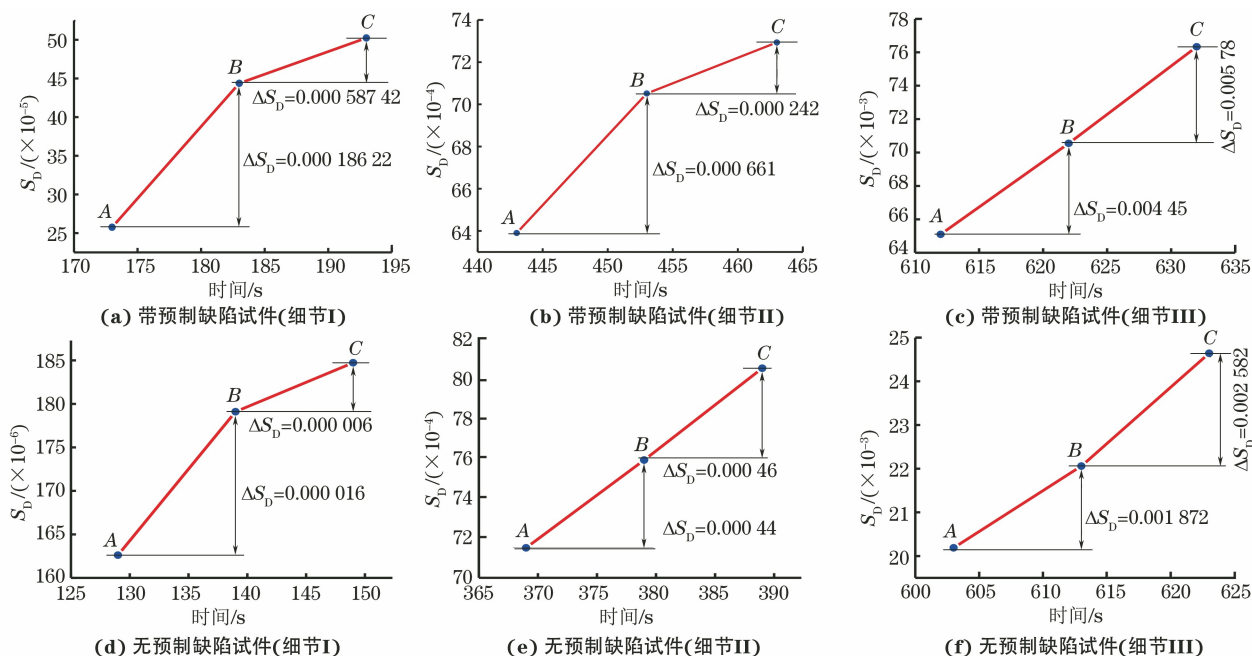 S_D/(×10⁻⁵)
50
45
40
35
30
25
170 175 180 185 190 195
A
B
C
ΔS_D=0.000 587 42
ΔS_D=0.000 186 22
时间/s
(a) 带预制缺陷试件(细节I)
S_D/(×10⁻⁴)
74
72
70
68
66
64
440 445 450 455 460 465
A
B
C
ΔS_D=0.000 242
ΔS_D=0.000 661
时间/s
(b) 带预制缺陷试件(细节II)
S_D/(×10⁻³)
78
76
74
72
70
68
66
64
610 615 620 625 630 635
A
B
C
ΔS_D=0.005 78
ΔS_D=0.004 45
时间/s
(c) 带预制缺陷试件(细节III)
S_D/(×10⁻⁶)
185
180
175
170
165
160
125 130 135 140 145 150
A
B
C
ΔS_D=0.000 006
ΔS_D=0.000 016
时间/s
(d) 无预制缺陷试件(细节I)
S_D/(×10⁻⁴)
82
80
78
76
74
72
70
365 370 375 380 385 390
A
B
C
ΔS_D=0.000 46
ΔS_D=0.000 44
时间/s
(e) 无预制缺陷试件(细节II)
S_D/(×10⁻³)
25
24
23
22
21
20
600 605 610 615 620 625
A
B
C
ΔS_D=0.002 582
ΔS_D=0.001 872
时间/s
(f) 无预制缺陷试件(细节III)